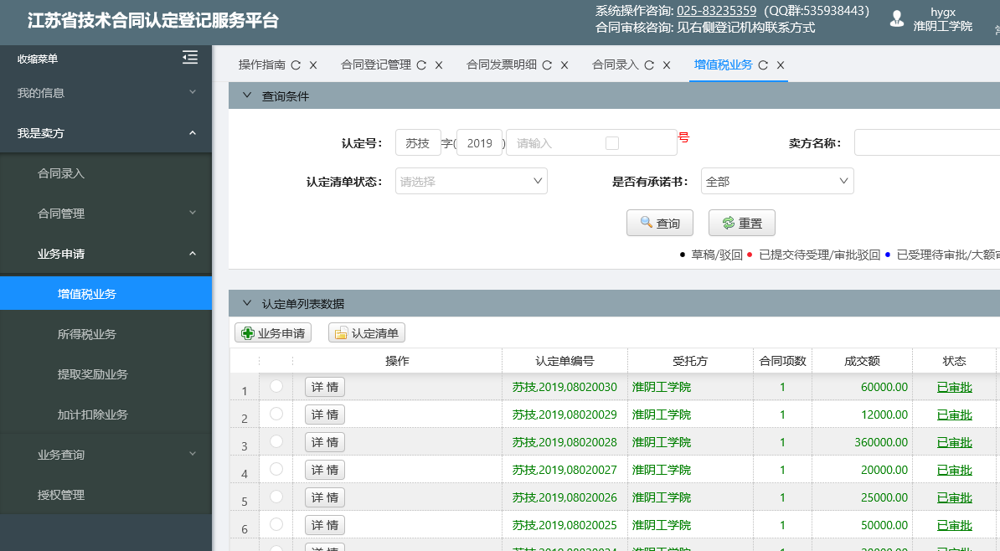 江苏省技术合同认定登记服务平台
系统操作咨询: 025-83235359（QQ群:535938443）
合同审核咨询: 见右侧登记机构联系方式
hygx
淮阴工学院
收缩菜单
我的信息
我是卖方
合同录入
合同管理
业务申请
增值税业务
所得税业务
提取奖励业务
加计扣除业务
业务查询
授权管理
操作指南 合同登记管理 合同发票明细 合同录入 增值税业务
查询条件
认定号： 苏技 字( 2019 ) 请输入 号 卖方名称：
认定清单状态： 请选择 是否有承诺书： 全部
查询 重置
● 草稿/驳回 ● 已提交待受理/审批驳回 ● 已受理待审批/大额
认定单列表数据
业务申请 认定清单
操作 认定单编号 受托方 合同项数 成交额 状态
1 详 情 苏技,2019,08020030 淮阴工学院 1 60000.00 已审批
2 详 情 苏技,2019,08020029 淮阴工学院 1 12000.00 已审批
3 详 情 苏技,2019,08020028 淮阴工学院 1 360000.00 已审批
4 详 情 苏技,2019,08020027 淮阴工学院 1 20000.00 已审批
5 详 情 苏技,2019,08020026 淮阴工学院 1 25000.00 已审批
6 详 情 苏技,2019,08020025 淮阴工学院 1 50000.00 已审批